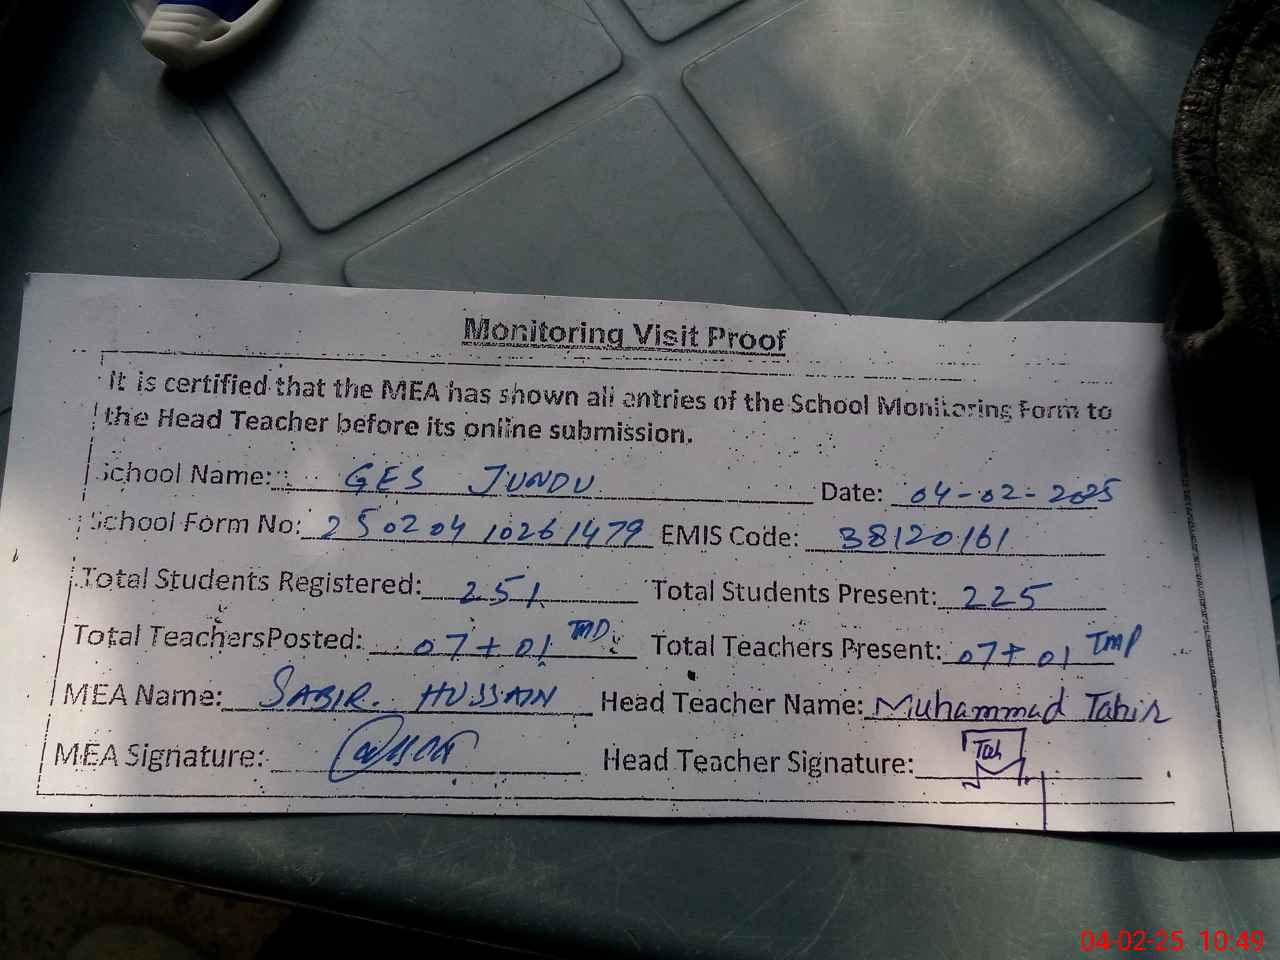 Monitoring Visit Proof
It is certified that the MEA has shown all entries of the School Monitoring Form to
the Head Teacher before its online submission.
School Name: GES JUNDU Date: 04-02-2025
School Form No: 25020410261479 EMIS Code: 38120161
Total Students Registered: 251 Total Students Present: 225
Total TeachersPosted: 07+01 Total Teachers Present: 07+01 TMP
MEA Name: SABIR. HUSSAIN Head Teacher Name: Muhammad Tahir
MEA Signature: Head Teacher Signature: Tah
04-02-25 10:49